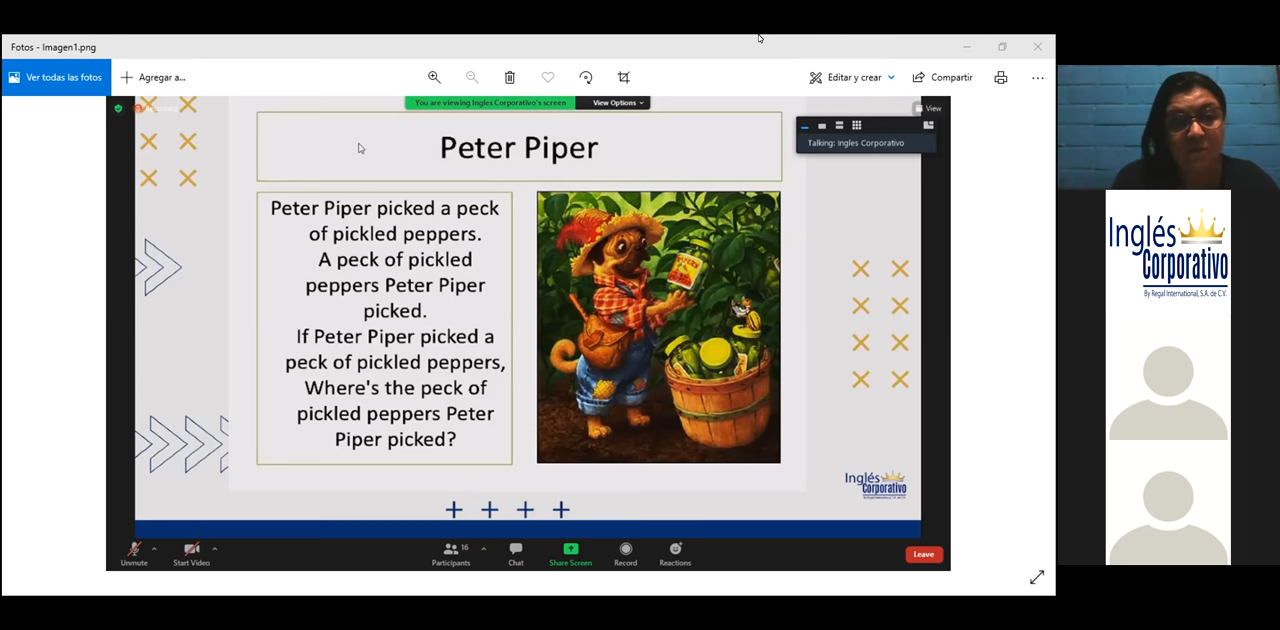 Fotos - Imagen1.png
Ver todas las fotos
Agregar a...
Editar y crear
Compartir
You are viewing Ingles Corporativo's screen
View Options
View
Talking: Ingles Corporativo
Peter Piper
Peter Piper picked a peck
of pickled peppers.
A peck of pickled
peppers Peter Piper
picked.
If Peter Piper picked a
peck of pickled peppers,
Where's the peck of
pickled peppers Peter
Piper picked?
Inglés
Corporativo
Unmute
Start Video
16
Participants
Chat
Share Screen
Record
Reactions
Leave
Inglés
Corporativo
By Regal International, S.A. de C.V.